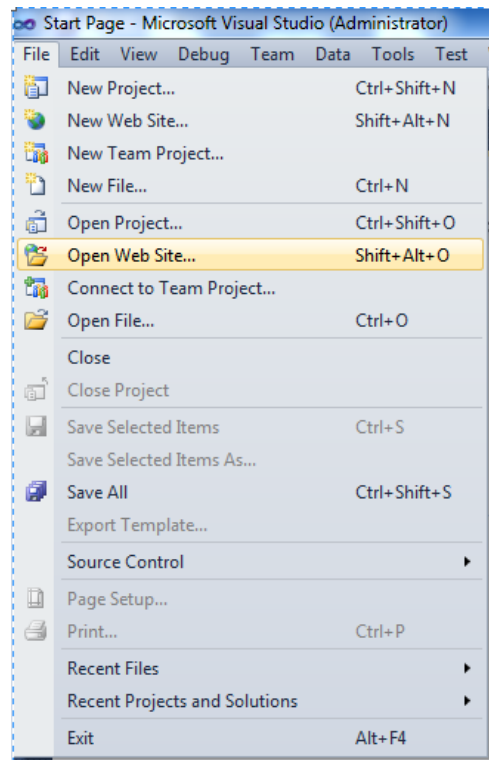 Start Page - Microsoft Visual Studio (Administrator)
File Edit View Debug Team Data Tools Test
New Project... Ctrl+Shift+N
New Web Site... Shift+Alt+N
New Team Project...
New File... Ctrl+N
Open Project... Ctrl+Shift+O
Open Web Site... Shift+Alt+O
Connect to Team Project...
Open File... Ctrl+O
Close
Close Project
Save Selected Items Ctrl+S
Save Selected Items As...
Save All Ctrl+Shift+S
Export Template...
Source Control
Page Setup...
Print... Ctrl+P
Recent Files
Recent Projects and Solutions
Exit Alt+F4